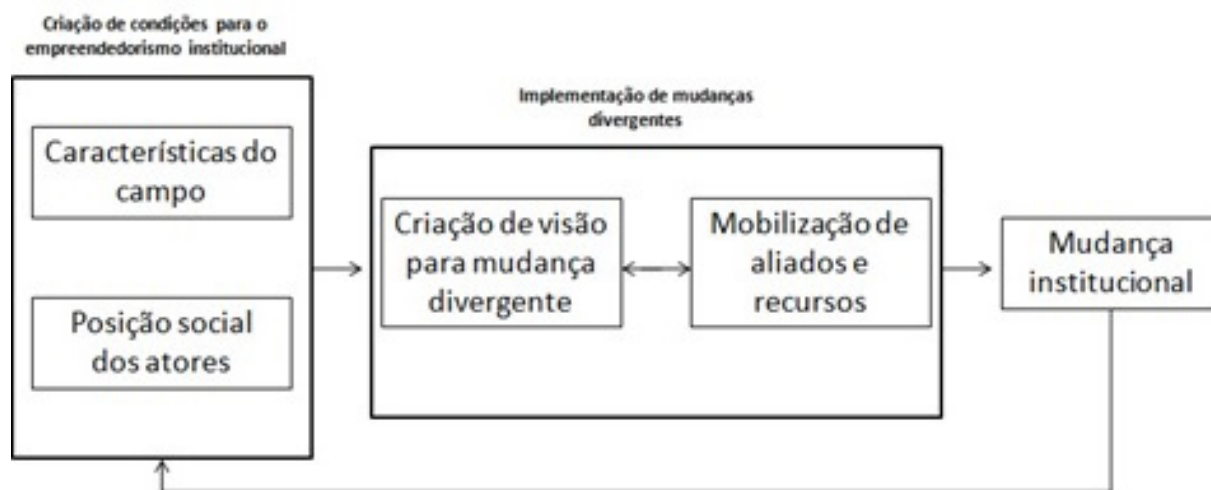 Criação de condições para o
empreendedorismo institucional
Implementação de mudanças
divergentes
Características do
campo
Posição social
dos atores
Criação de visão
para mudança
divergente
Mobilização de
aliados e
recursos
Mudança
institucional